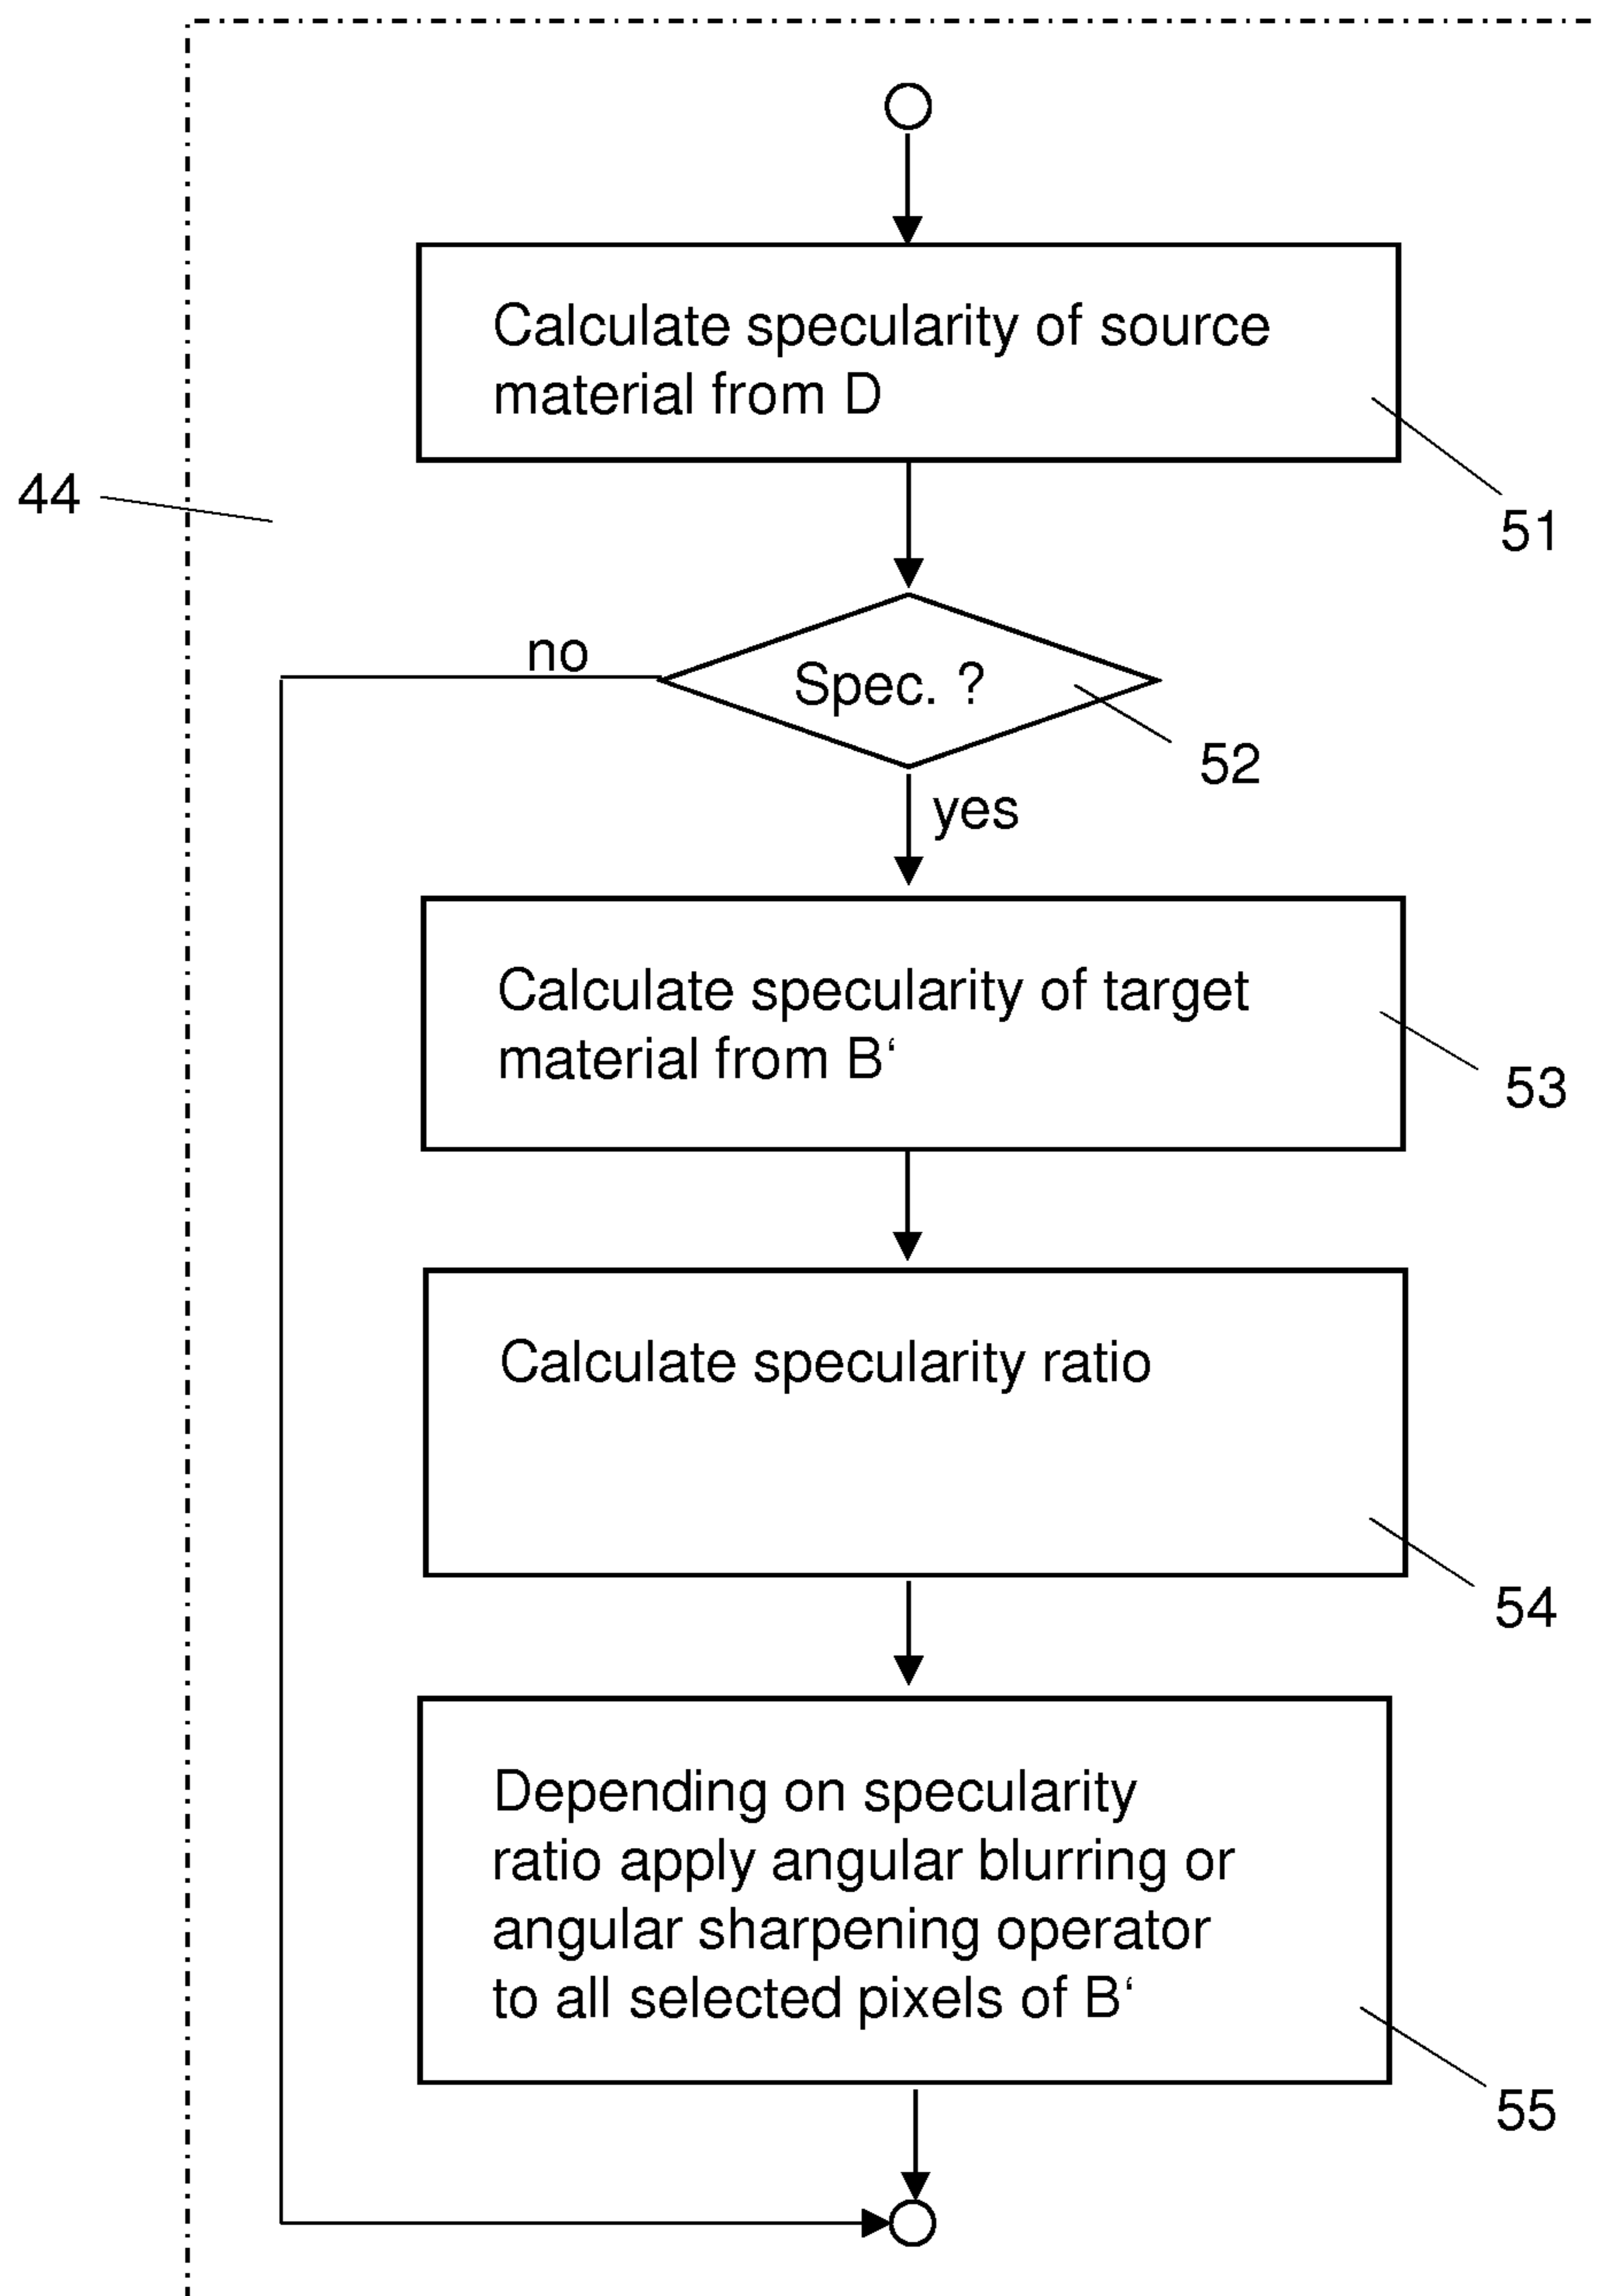 Calculate specularity of source
material from D
44
51
no
Spec. ?
52
yes
Calculate specularity of target
material from B‘
53
Calculate specularity ratio
54
Depending on specularity
ratio apply angular blurring or
angular sharpening operator
to all selected pixels of B‘
55